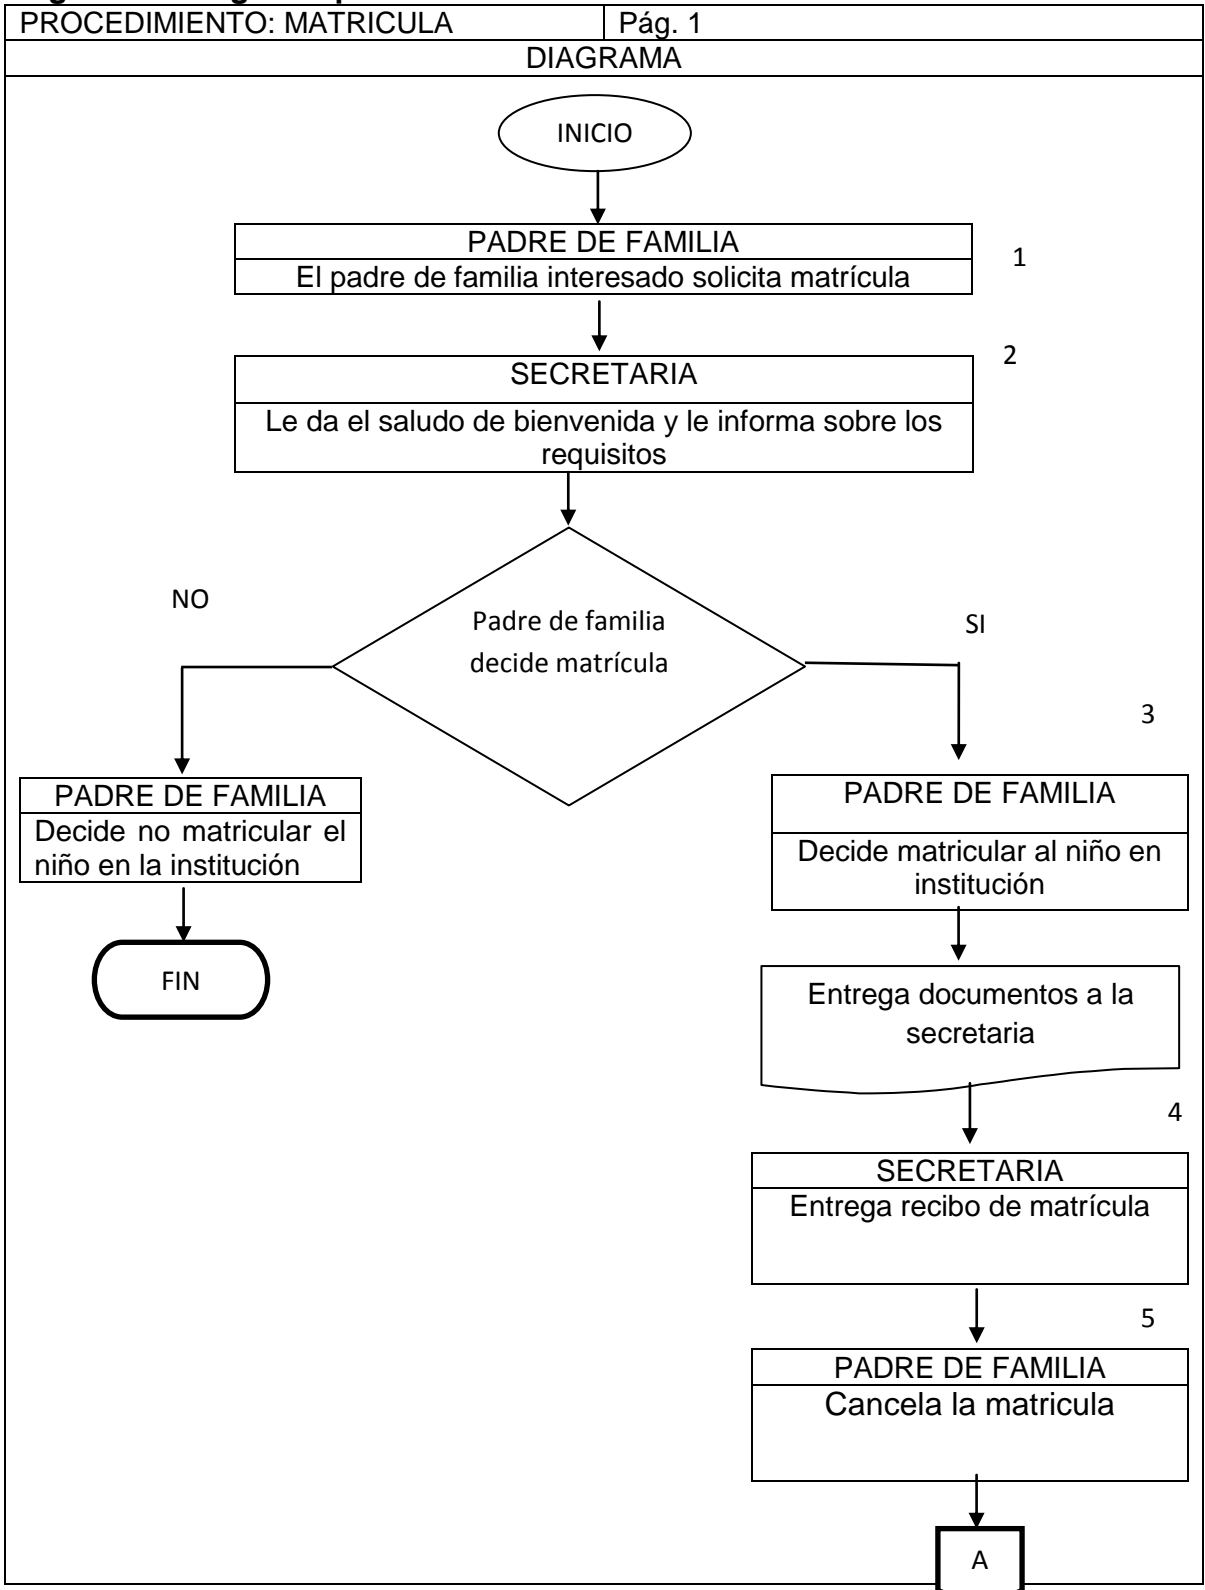 PROCEDIMIENTO: MATRICULA
Pág. 1
DIAGRAMA
INICIO
PADRE DE FAMILIA
El padre de familia interesado solicita matrícula
1
SECRETARIA
2
Le da el saludo de bienvenida y le informa sobre los
requisitos
NO
Padre de familia
decide matrícula
SI
3
PADRE DE FAMILIA
Decide no matricular el
niño en la institución
FIN
PADRE DE FAMILIA
Decide matricular al niño en
institución
Entrega documentos a la
secretaria
4
SECRETARIA
Entrega recibo de matrícula
5
PADRE DE FAMILIA
Cancela la matricula
A